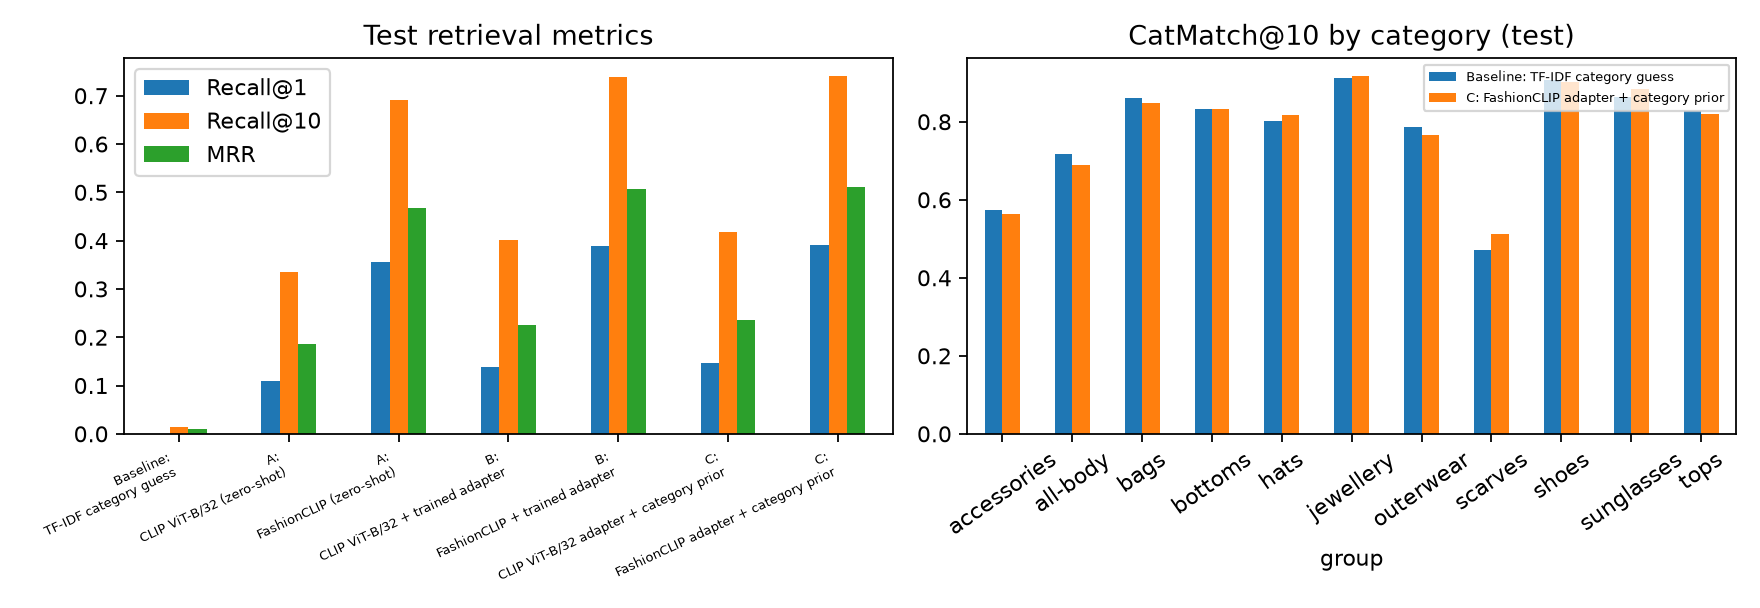 Test retrieval metrics
Recall@1
Recall@10
MRR
0.7
0.6
0.5
0.4
0.3
0.2
0.1
0.0
Baseline:
TF-IDF category guess
A:
CLIP ViT-B/32 (zero-shot)
A:
FashionCLIP (zero-shot)
B:
CLIP ViT-B/32 + trained adapter
B:
FashionCLIP + trained adapter
C:
CLIP ViT-B/32 adapter + category prior
C:
FashionCLIP adapter + category prior
CatMatch@10 by category (test)
Baseline: TF-IDF category guess
C: FashionCLIP adapter + category prior
0.8
0.6
0.4
0.2
0.0
accessories
all-body
bags
bottoms
hats
jewellery
outerwear
scarves
shoes
sunglasses
tops
group